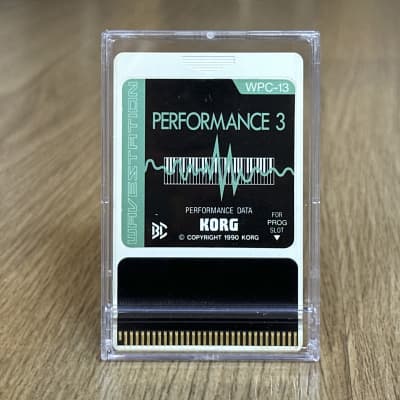 WPC-13
WAVESTATION
PERFORMANCE 3
PERFORMANCE DATA
KORG
© COPYRIGHT 1990 KORG
FOR
PROG
SLOT